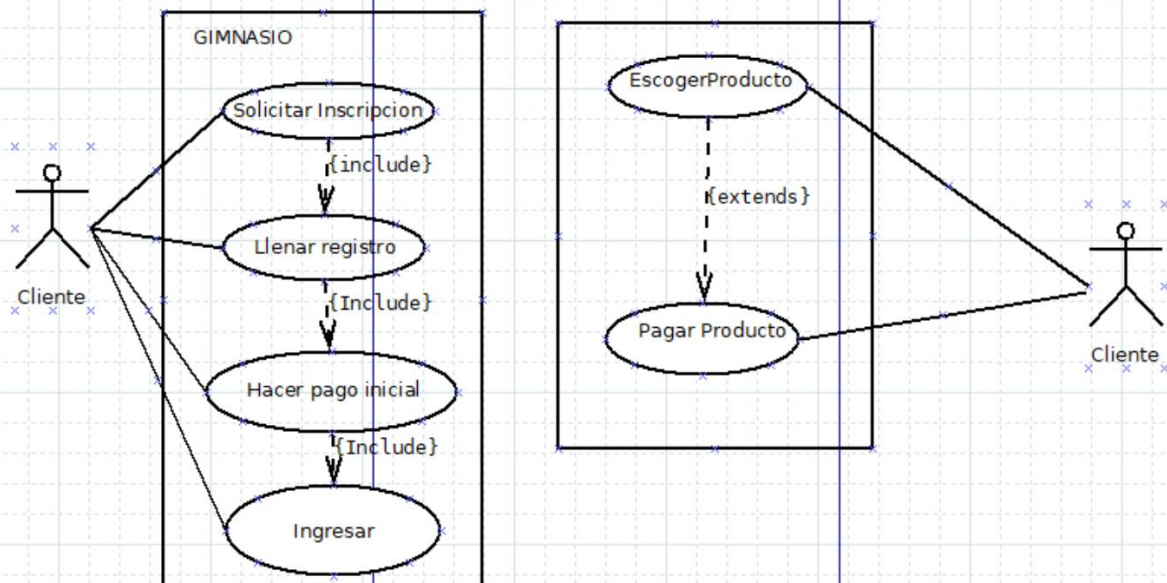 GIMNASIO
Solicitar Inscripcion
{include}
Llenar registro
{Include}
Hacer pago inicial
{Include}
Ingresar
Cliente
EscogerProducto
{extends}
Pagar Producto
Cliente